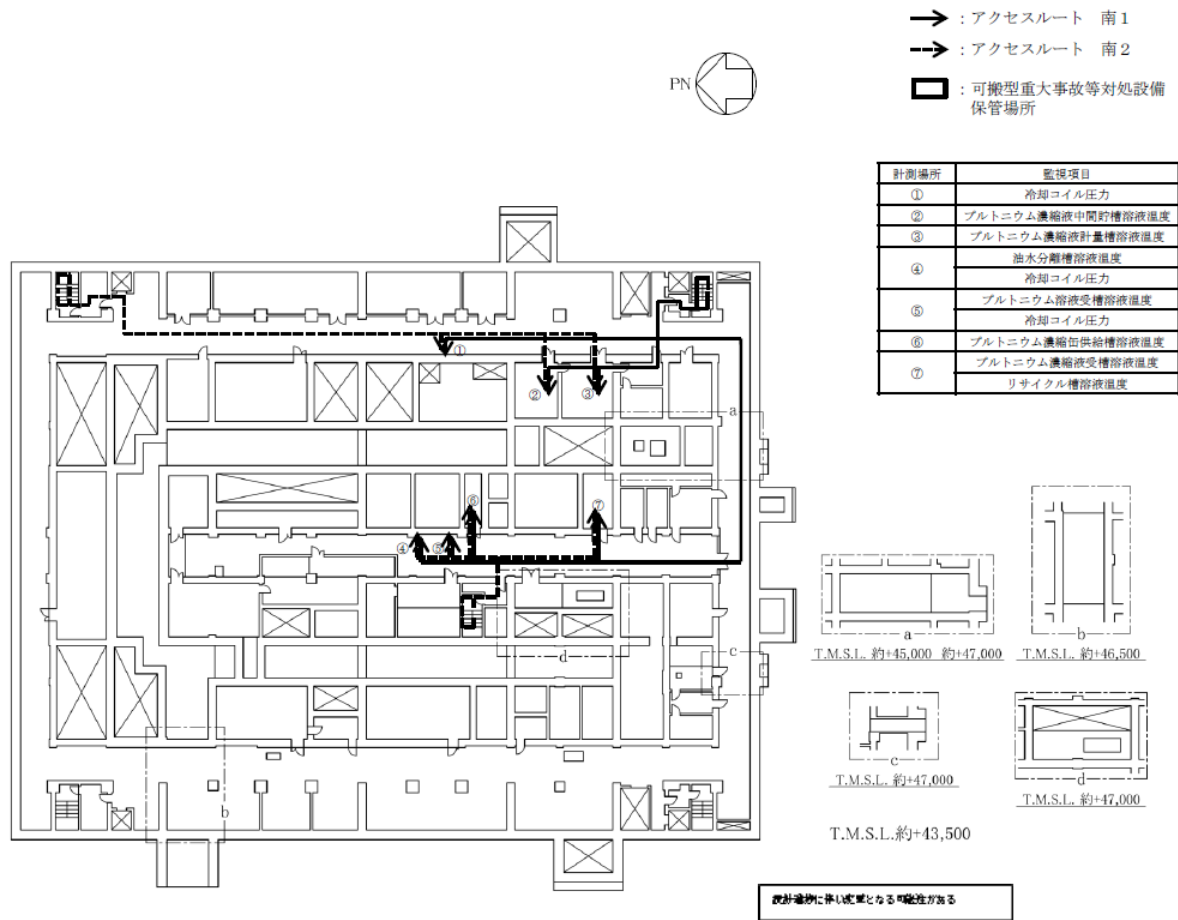 ：アクセスルート　南１
：アクセスルート　南２
：可搬型重大事故等対処設備
保管場所
PN
計測場所　監視項目
①　冷却コイル圧力
②　プルトニウム濃縮液中間貯槽溶液温度
③　プルトニウム濃縮液計量槽溶液温度
④　油水分離槽溶液温度
冷却コイル圧力
⑤　プルトニウム溶液受槽溶液温度
冷却コイル圧力
⑥　プルトニウム濃縮缶供給槽溶液温度
⑦　プルトニウム濃縮液受槽溶液温度
リサイクル槽溶液温度
①
②
③
a
⑥
⑦
④
⑤
d
c
b
a
T.M.S.L. 約+45,000　約+47,000
b
T.M.S.L. 約+46,500
c
T.M.S.L. 約+47,000
d
T.M.S.L. 約+47,000
T.M.S.L.約+43,500
設計進捗に伴い変更となる可能性がある